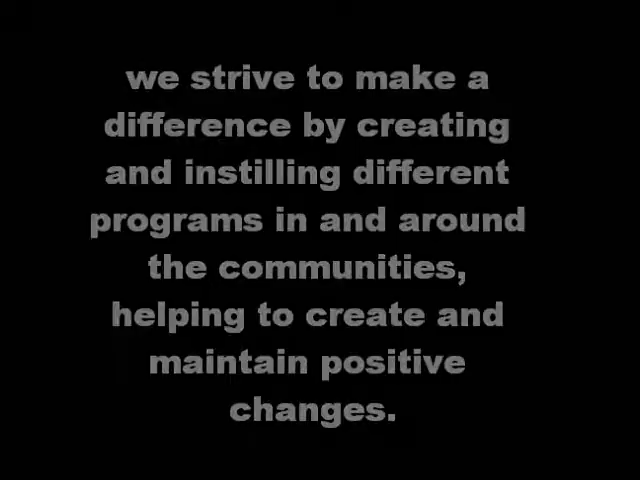 we strive to make a
difference by creating
and instilling different
programs in and around
the communities,
helping to create and
maintain positive
changes.